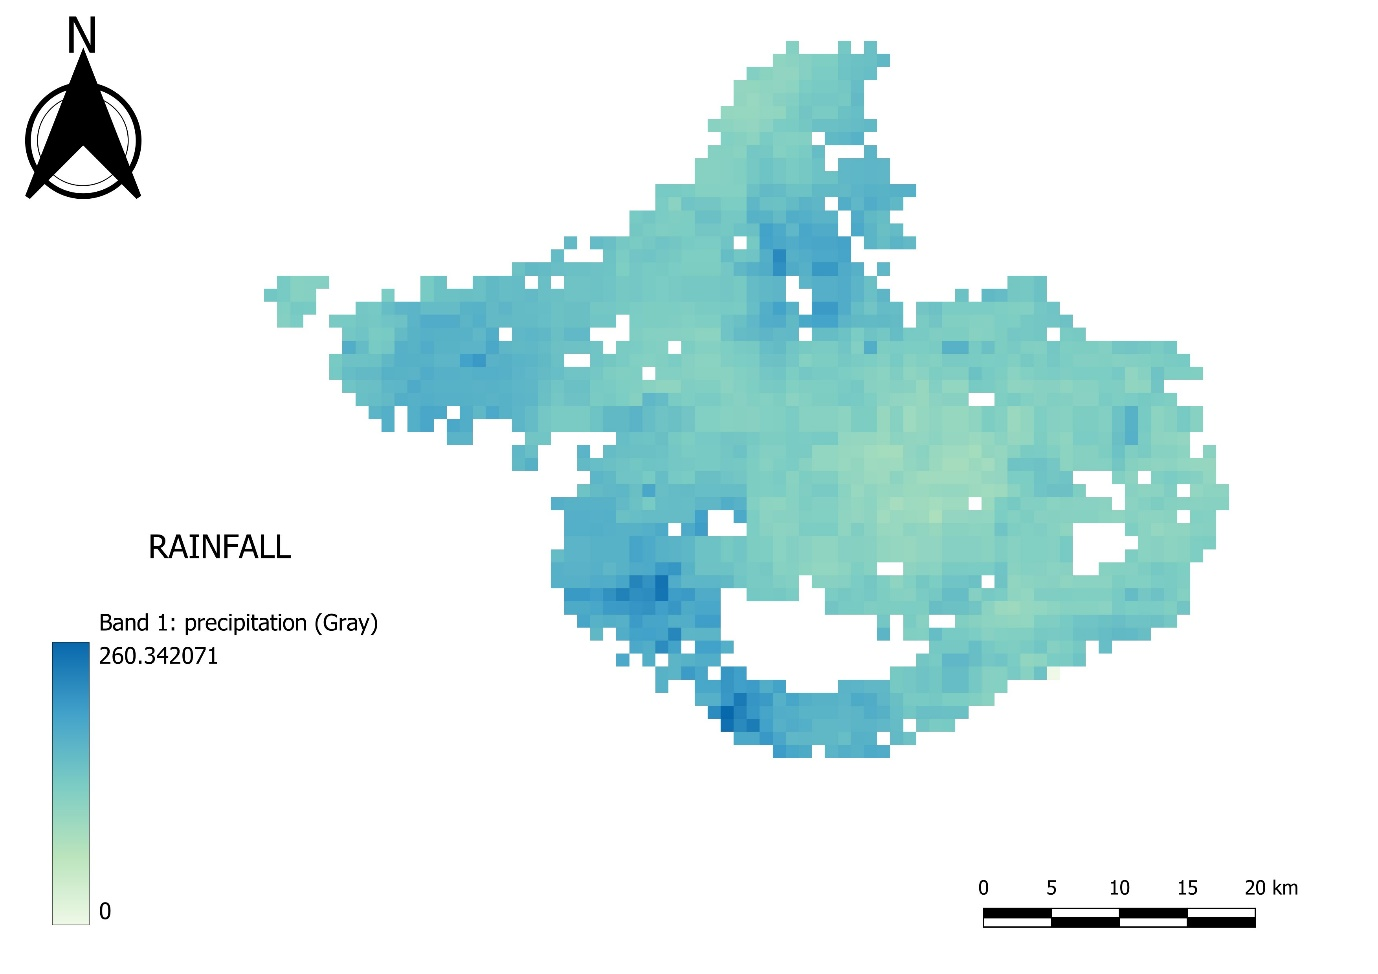 N
RAINFALL
Band 1: precipitation (Gray)
260.342071
0
0 5 10 15 20 km